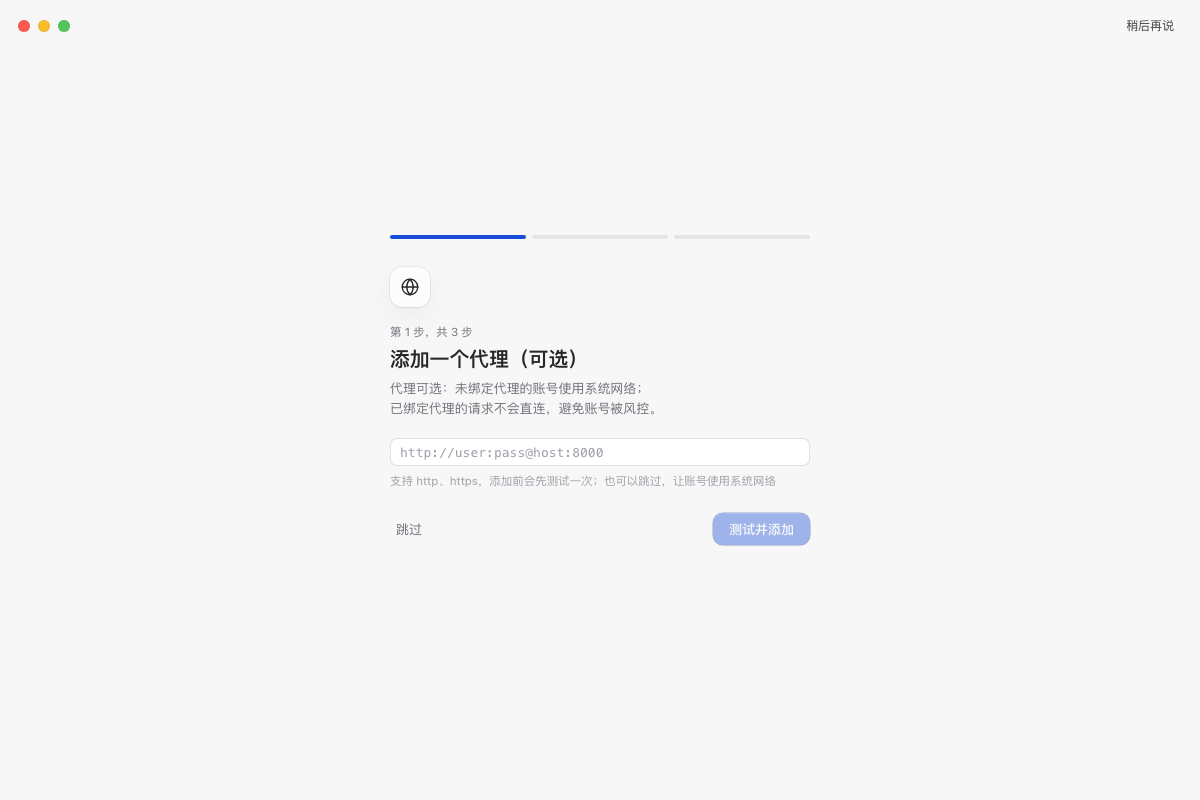 稍后再说
第 1 步，共 3 步
添加一个代理（可选）
代理可选：未绑定代理的账号使用系统网络；
已绑定代理的请求不会直连，避免账号被风控。
http://user:pass@host:8000
支持 http、https，添加前会先测试一次；也可以跳过，让账号使用系统网络
跳过
测试并添加